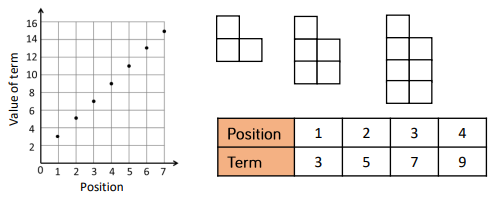 Value of term
16
14
12
10
8
6
4
2
0 1 2 3 4 5 6 7
Position
Position 1 2 3 4
Term 3 5 7 9